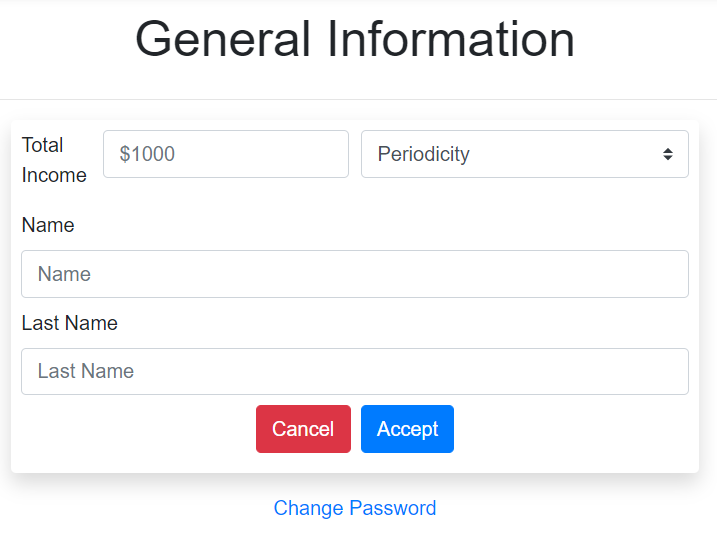 General Information
Total
Income
$1000
Periodicity
Name
Name
Last Name
Last Name
Cancel
Accept
Change Password